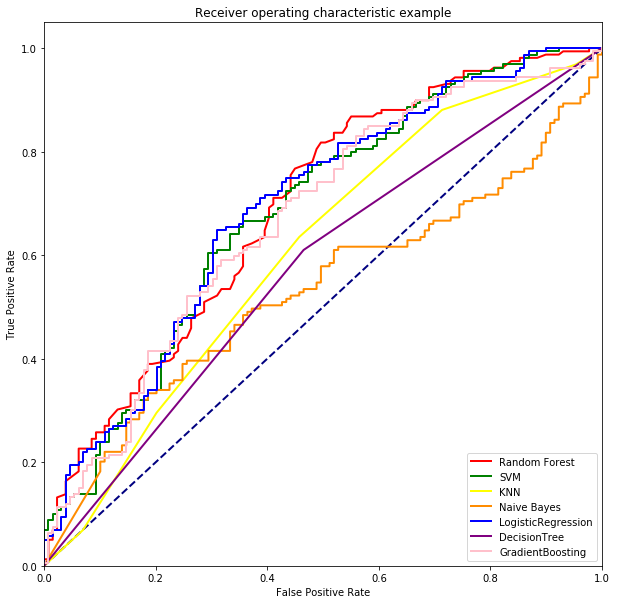 Receiver operating characteristic example
1.0
0.8
0.6
0.4
0.2
0.0
True Positive Rate
Random Forest
SVM
KNN
Naive Bayes
LogisticRegression
DecisionTree
GradientBoosting
0.0 0.2 0.4 0.6 0.8 1.0
False Positive Rate